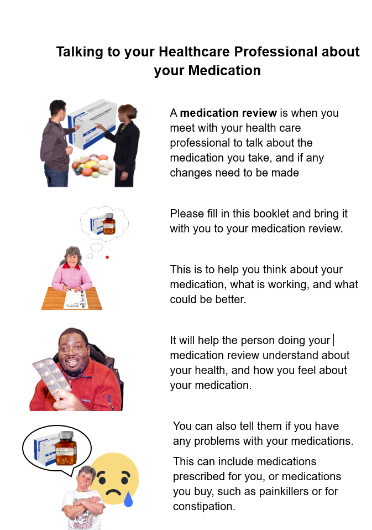 Talking to your Healthcare Professional about
your Medication
A medication review is when you
meet with your health care
professional to talk about the
medication you take, and if any
changes need to be made
Please fill in this booklet and bring it
with you to your medication review.
This is to help you think about your
medication, what is working, and what
could be better.
It will help the person doing your
medication review understand about
your health, and how you feel about
your medication.
You can also tell them if you have
any problems with your medications.
This can include medications
prescribed for you, or medications
you buy, such as painkillers or for
constipation.